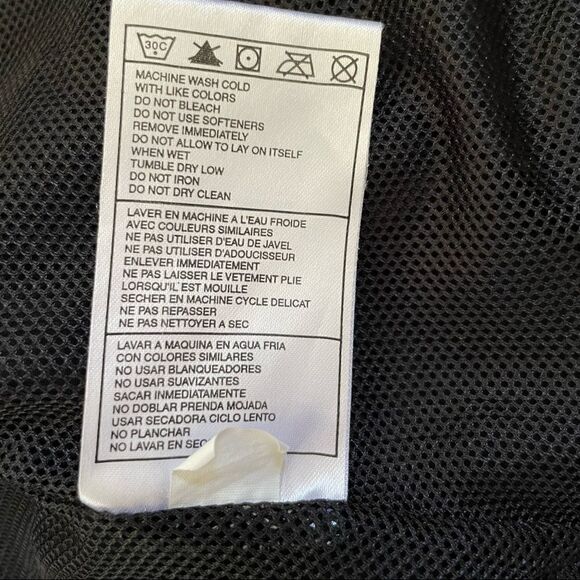 30C
MACHINE WASH COLD
WITH LIKE COLORS
DO NOT BLEACH
DO NOT USE SOFTENERS
REMOVE IMMEDIATELY
DO NOT ALLOW TO LAY ON ITSELF
WHEN WET
TUMBLE DRY LOW
DO NOT IRON
DO NOT DRY CLEAN
LAVER EN MACHINE A L'EAU FROIDE
AVEC COULEURS SIMILAIRES
NE PAS UTILISER D'EAU DE JAVEL
NE PAS UTILISER D'ADOUCISSEUR
ENLEVER IMMEDIATEMENT
NE PAS LAISSER LE VETEMENT PLIE
LORSQU'IL EST MOUILLE
SECHER EN MACHINE CYCLE DELICAT
NE PAS REPASSER
NE PAS NETTOYER A SEC
LAVAR A MAQUINA EN AGUA FRIA
CON COLORES SIMILARES
NO USAR BLANQUEADORES
NO USAR SUAVIZANTES
SACAR INMEDIATAMENTE
NO DOBLAR PRENDA MOJADA
USAR SECADORA CICLO LENTO
NO PLANCHAR
NO LAVAR EN SEC